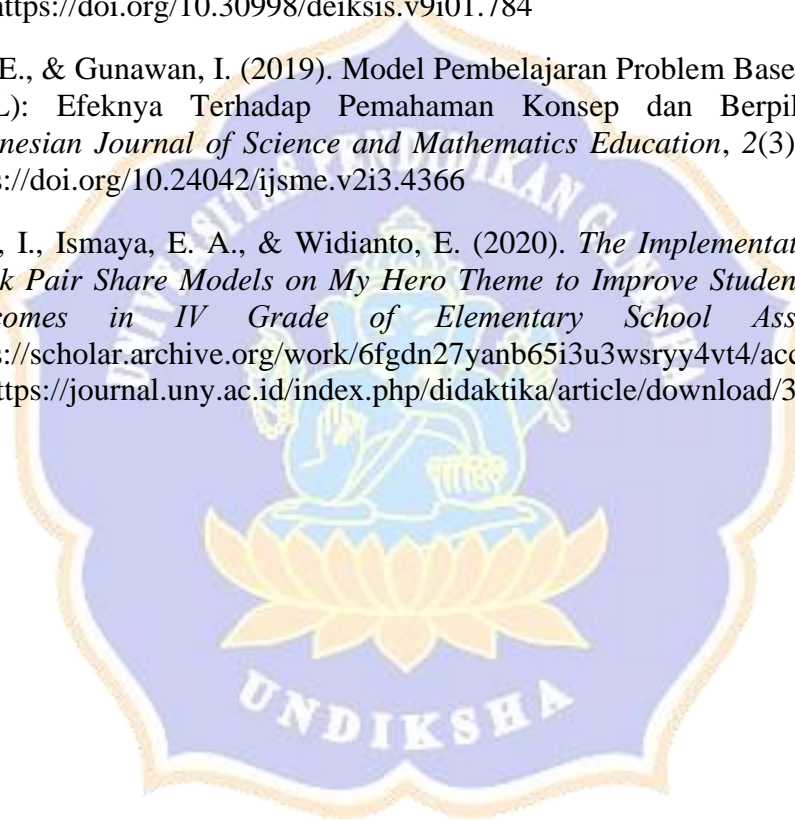 https://doi.org/10.30998/deiksis.v9i01.784
E., & Gunawan, I. (2019). Model Pembelajaran Problem Base
L): Efeknya Terhadap Pemahaman Konsep dan Berpil
nesian Journal of Science and Mathematics Education, 2(3)
s://doi.org/10.24042/ijsme.v2i3.4366
, I., Ismaya, E. A., & Widianto, E. (2020). The Implementat
k Pair Share Models on My Hero Theme to Improve Studen
comes in IV Grade of Elementary School Ass
s://scholar.archive.org/work/6fgdn27yanb65i3u3wsryy4vt4/acc
ttps://journal.uny.ac.id/index.php/didaktika/article/download/3
UNIVERSITAS PENDIDIKAN GANESHA
UNDIKSHA